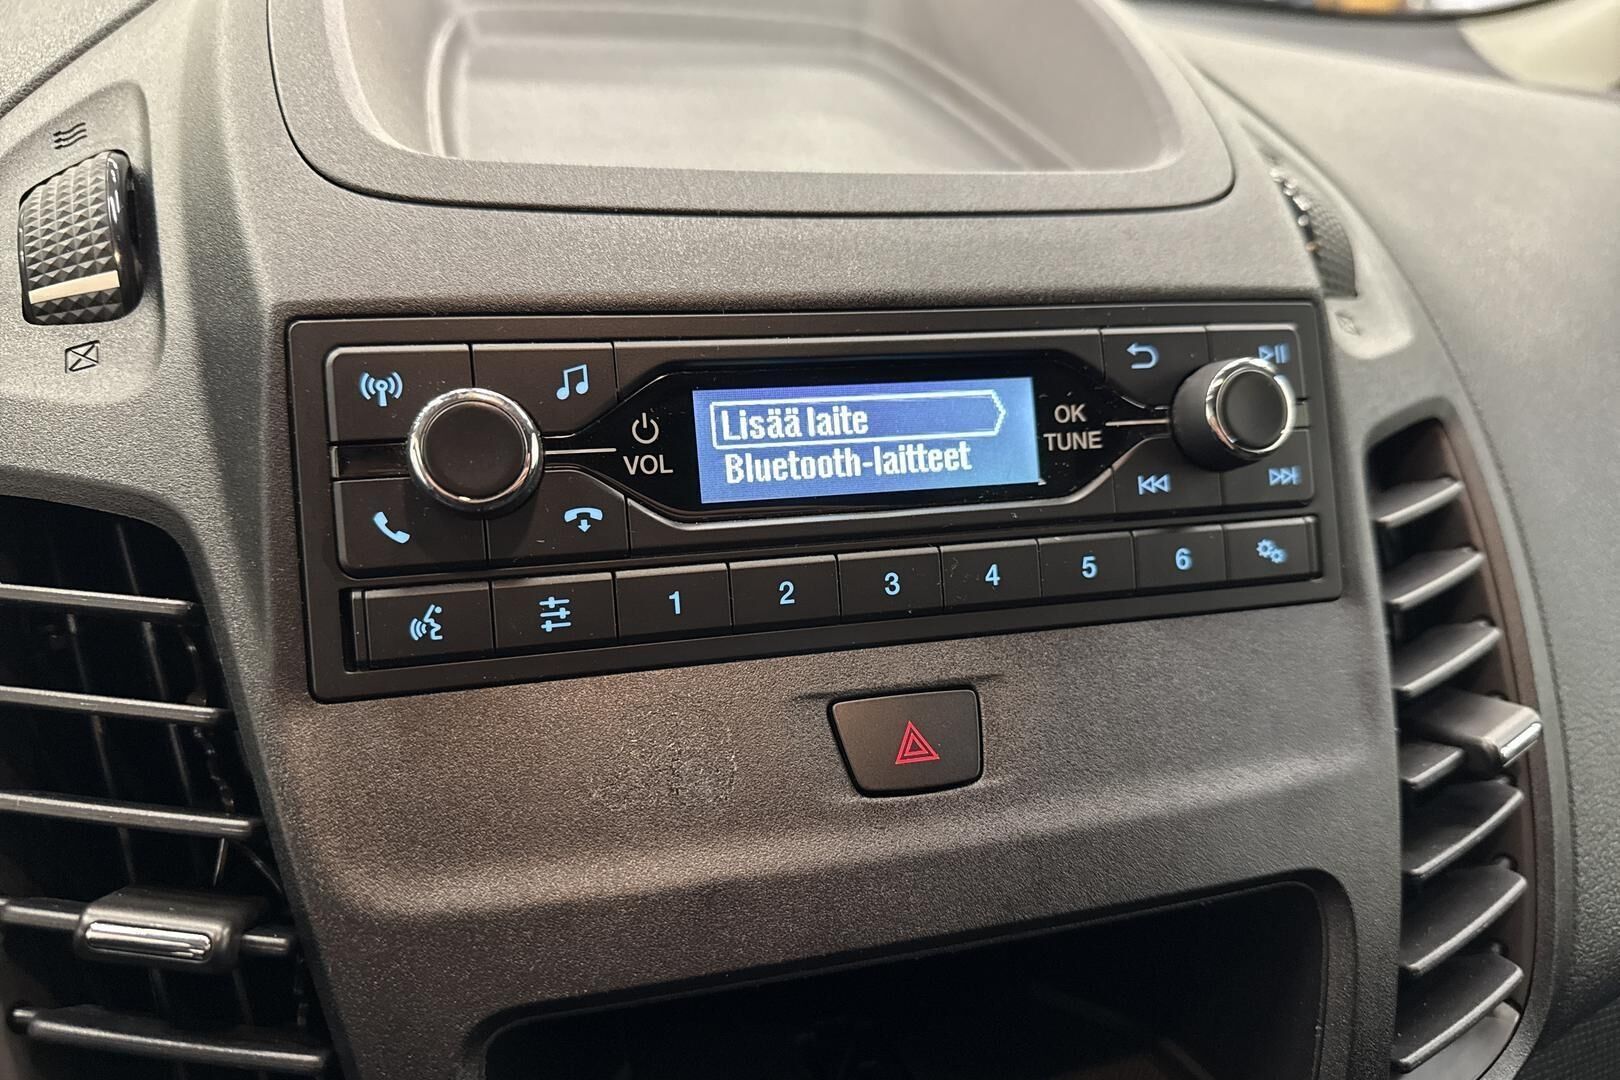 Lisää laite
Bluetooth-laitteet
VOL
OK
TUNE
1 2 3 4 5 6